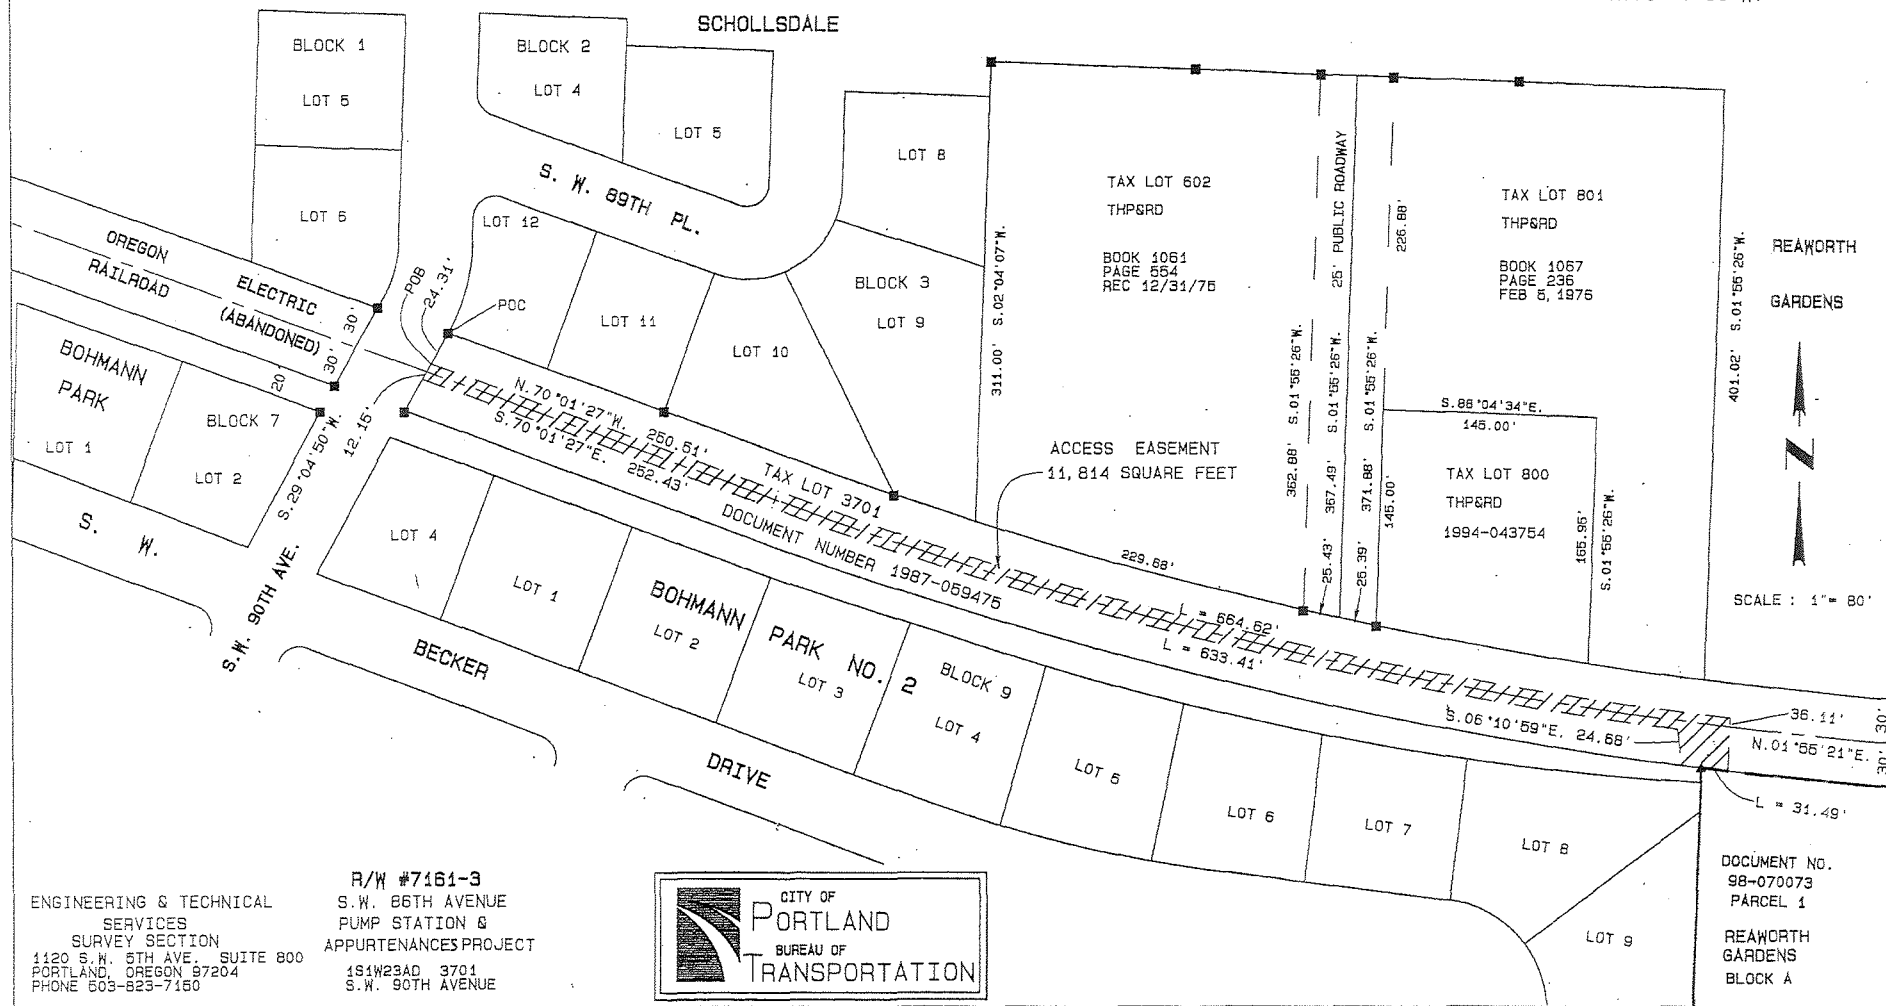 SCHOLLSDALE
BLOCK 1
LOT 5
LOT 6
BLOCK 2
LOT 4
LOT 5
S. W. 89TH PL.
LOT 8
LOT 12
LOT 11
LOT 10
BLOCK 3
LOT 9
OREGON ELECTRIC
RAILROAD (ABANDONED)
30'
30'
20'
POB
24.31'
POC
12.15'
BOHMANN
PARK
LOT 1
BLOCK 7
LOT 2
S.29°04'50"W.
S. W.
S.W. 90TH AVE.
N.70°01'27"W. 250.51'
S.70°01'27"E. 252.43'
TAX LOT 3701
DOCUMENT NUMBER 1987-059475
ACCESS EASEMENT
11,814 SQUARE FEET
311.00' S.02°04'07"W.
TAX LOT 602
THP&RD
BOOK 1061
PAGE 554
REC 12/31/75
25' PUBLIC ROADWAY
226.88'
362.88' S.01°55'26"W.
367.49' S.01°55'26"W.
371.88' S.01°55'26"W.
25.43'
25.39'
145.00'
229.68'
TAX LOT 801
THP&RD
BOOK 1067
PAGE 236
FEB 5, 1976
S.86°04'34"E.
145.00'
TAX LOT 800
THP&RD
1994-043754
165.95'
S.01°55'26"W.
401.02' S.01°55'26"W.
REAWORTH
GARDENS
N
SCALE : 1"= 80'
L = 664.62'
L = 633.41'
S.06°10'59"E. 24.68'
36.11'
30'
N.01°55'21"E.
30'
L = 31.49'
LOT 4
LOT 1
BOHMANN
LOT 2
PARK NO. 2
LOT 3
BLOCK 9
LOT 4
LOT 5
LOT 6
LOT 7
LOT 8
LOT 9
BECKER
DRIVE
DOCUMENT NO.
98-070073
PARCEL 1
REAWORTH
GARDENS
BLOCK A
ENGINEERING & TECHNICAL
SERVICES
SURVEY SECTION
1120 S.W. 5TH AVE. SUITE 800
PORTLAND, OREGON 97204
PHONE 503-823-7150
R/W #7161-3
S.W. 86TH AVENUE
PUMP STATION &
APPURTENANCES PROJECT
1S1W23AD 3701
S.W. 90TH AVENUE
CITY OF
PORTLAND
BUREAU OF
TRANSPORTATION